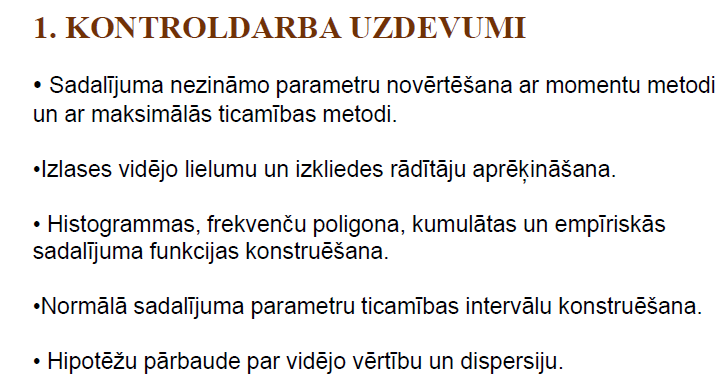 1. KONTROLDARBA UZDEVUMI
• Sadalījuma nezināmo parametru novērtēšana ar momentu metodi
un ar maksimālās ticamības metodi.
•Izlases vidējo lielumu un izkliedes rādītāju aprēķināšana.
• Histogrammas, frekvenču poligona, kumulātas un empīriskās
sadalījuma funkcijas konstruēšana.
•Normālā sadalījuma parametru ticamības intervālu konstruēšana.
• Hipotēžu pārbaude par vidējo vērtību un dispersiju.